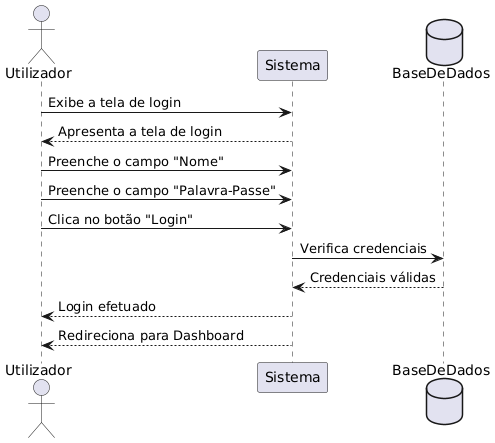 Utilizador
Sistema
BaseDeDados
Exibe a tela de login
Apresenta a tela de login
Preenche o campo "Nome"
Preenche o campo "Palavra-Passe"
Clica no botão "Login"
Verifica credenciais
Credenciais válidas
Login efetuado
Redireciona para Dashboard
Utilizador
Sistema
BaseDeDados